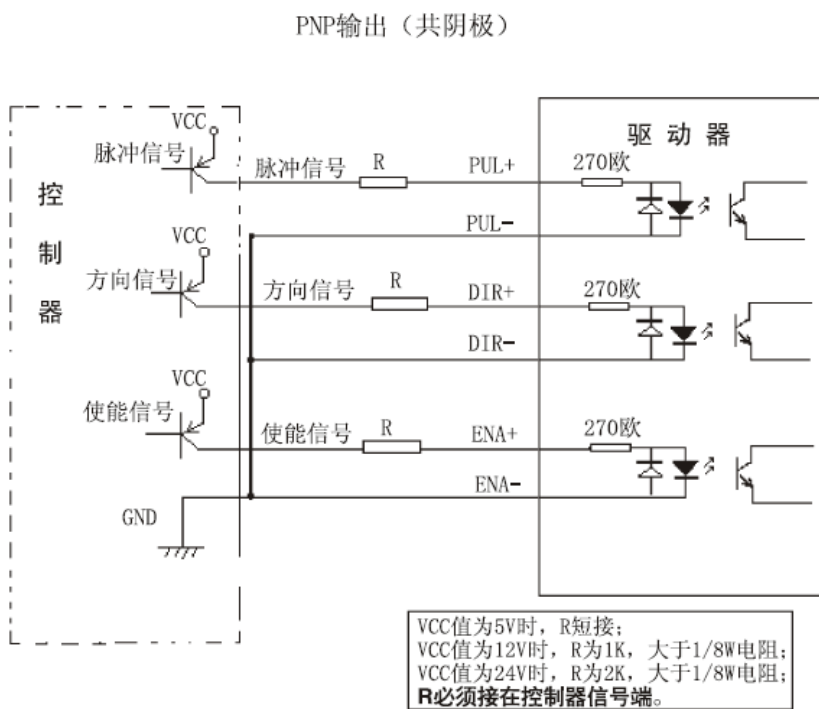 PNP输出（共阴极）
VCC
脉冲信号
脉冲信号
R
PUL+
270欧
驱动器
PUL-
控制器
VCC
方向信号
方向信号
R
DIR+
270欧
DIR-
VCC
使能信号
使能信号
R
ENA+
270欧
ENA-
GND
VCC值为5V时，R短接；
VCC值为12V时，R为1K，大于1/8W电阻；
VCC值为24V时，R为2K，大于1/8W电阻；
R必须接在控制器信号端。